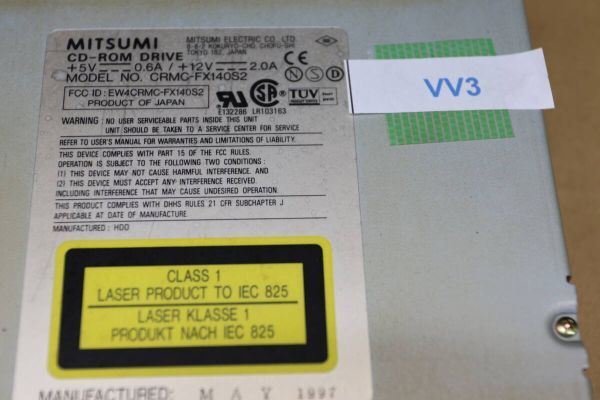 MITSUMI
MITSUMI ELECTRIC CO. LTD.
8-8-2 KOKURYO-CHO, CHOFU-SHI
TOKYO 182, JAPAN
CD-ROM DRIVE
+5V 0.6A / +12V 2.0A
MODEL NO. CRMC-FX140S2
FCC ID : EW4CRMC-FX140S2
PRODUCT OF JAPAN
CE
N
S
D
UL
SA
TUV
E132286 LR103163
WARNING : NO USER SERVICEABLE PARTS INSIDE THIS UNIT
UNIT SHOULD BE TAKEN TO A SERVICE CENTER FOR SERVICE
REFER TO USER'S MANUAL FOR WARRANTIES AND LIMITATIONS OF LIABILITY.
THIS DEVICE COMPLIES WITH PART 15 OF THE FCC RULES.
OPERATION IS SUBJECT TO THE FOLLOWING TWO CONDITIONS :
(1) THIS DEVICE MAY NOT CAUSE HARMFUL INTERFERENCE. AND
(2) THIS DEVICE MUST ACCEPT ANY INTERFERENCE RECEIVED.
INCLUDING INTERFERENCE THAT MAY CAUSE UNDESIRED OPERATION.
THIS PRODUCT COMPLIES WITH DHHS RULES 21 CFR SUBCHAPTER J
APPLICABLE AT DATE OF MANUFACTURE.
MANUFACTURED : HDD
CLASS 1
LASER PRODUCT TO IEC 825
LASER KLASSE 1
PRODUKT NACH IEC 825
MANUFACTURED: MAY 1997
VV3